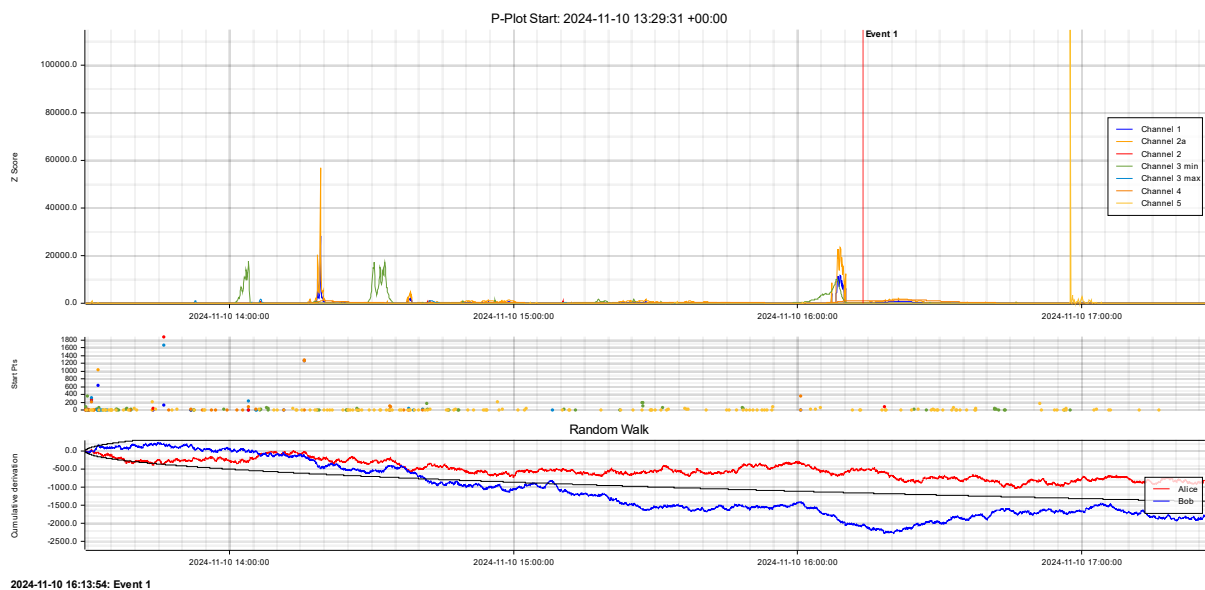 P-Plot Start: 2024-11-10 13:29:31 +00:00
Event 1
Z Score
100000.0
80000.0
60000.0
40000.0
20000.0
0.0
Channel 1
Channel 2a
Channel 2
Channel 3 min
Channel 3 max
Channel 4
Channel 5
2024-11-10 14:00:00
2024-11-10 15:00:00
2024-11-10 16:00:00
2024-11-10 17:00:00
Start Pts
1800
1600
1400
1200
1000
800
600
400
200
0
Random Walk
Cumulative derivation
0.0
-500.0
-1000.0
-1500.0
-2000.0
-2500.0
Alice
Bob
2024-11-10 14:00:00
2024-11-10 15:00:00
2024-11-10 16:00:00
2024-11-10 17:00:00
2024-11-10 16:13:54: Event 1